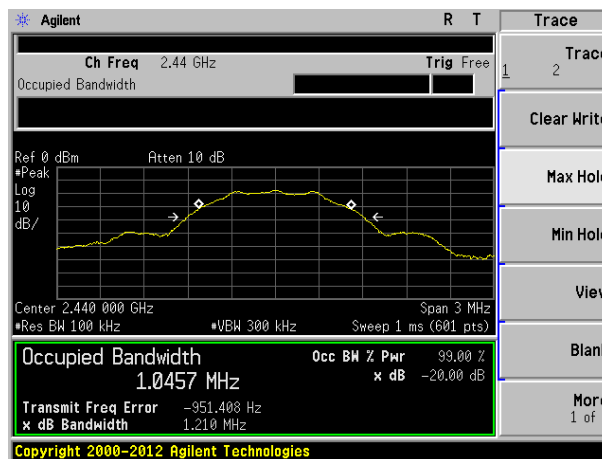 Agilent R T Trace
Ch Freq 2.44 GHz Trig Free
Occupied Bandwidth
Trace
1 2
Clear Write
Max Hold
Min Hold
View
Blank
More
1 of
Ref 0 dBm Atten 10 dB
#Peak
Log
10
dB/
Center 2.440 000 GHz Span 3 MHz
#Res BW 100 kHz #VBW 300 kHz Sweep 1 ms (601 pts)
Occupied Bandwidth Occ BW % Pwr 99.00 %
1.0457 MHz x dB -20.00 dB
Transmit Freq Error -951.408 Hz
x dB Bandwidth 1.210 MHz
Copyright 2000-2012 Agilent Technologies